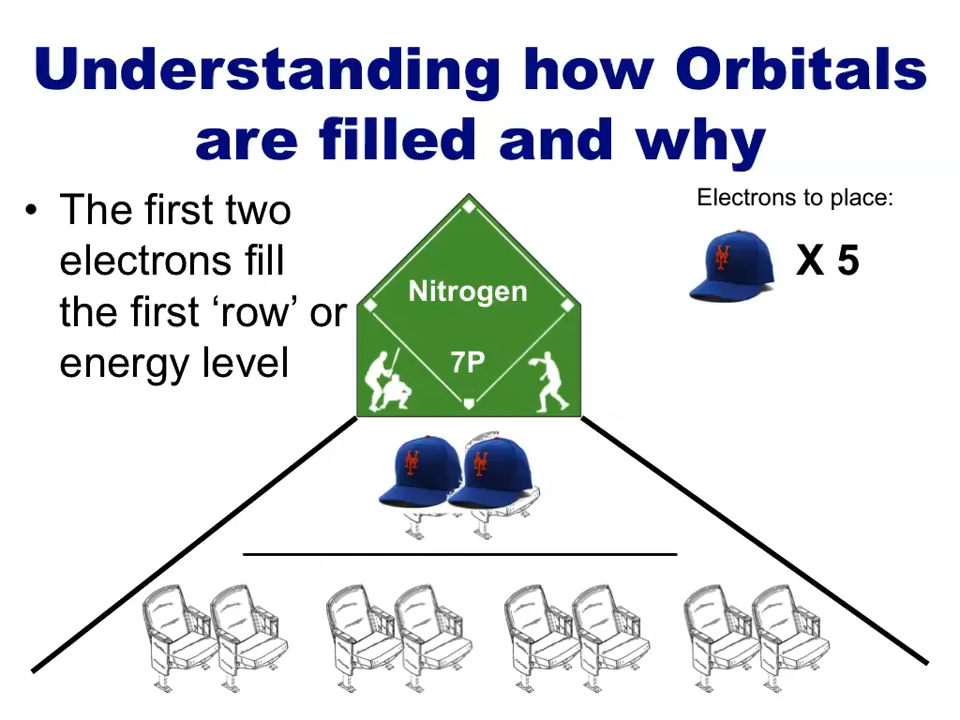 Understanding how Orbitals
are filled and why
• The first two
electrons fill
the first ‘row’ or
energy level
Electrons to place:
X 5
Nitrogen
7P